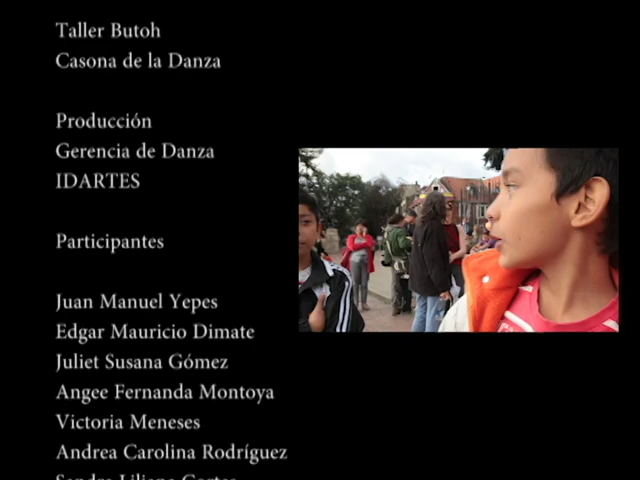 Taller Butoh
Casona de la Danza
Producción
Gerencia de Danza
IDARTES
Participantes
Juan Manuel Yepes
Edgar Mauricio Dimate
Juliet Susana Gómez
Angee Fernanda Montoya
Victoria Meneses
Andrea Carolina Rodríguez